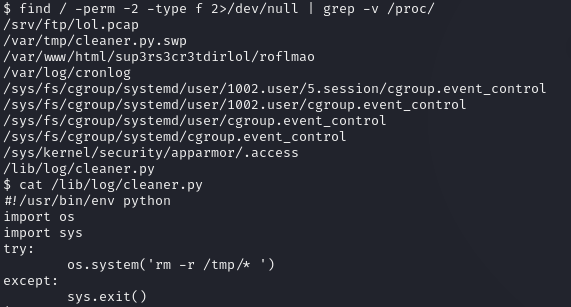 $ find / -perm -2 -type f 2>/dev/null | grep -v /proc/
/srv/ftp/lol.pcap
/var/tmp/cleaner.py.swp
/var/www/html/sup3rs3cr3tdirlol/roflmao
/var/log/cronlog
/sys/fs/cgroup/systemd/user/1002.user/5.session/cgroup.event_control
/sys/fs/cgroup/systemd/user/1002.user/cgroup.event_control
/sys/fs/cgroup/systemd/user/cgroup.event_control
/sys/fs/cgroup/systemd/cgroup.event_control
/sys/kernel/security/apparmor/.access
/lib/log/cleaner.py
$ cat /lib/log/cleaner.py
#!/usr/bin/env python
import os
import sys
try:
        os.system('rm -r /tmp/* ')
except:
        sys.exit()